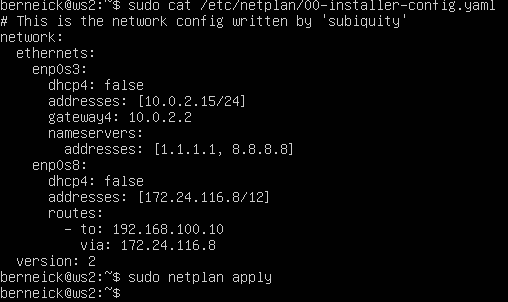 berneick@ws2:~$ sudo cat /etc/netplan/00-installer-config.yaml
# This is the network config written by 'subiquity'
network:
  ethernets:
    enp0s3:
      dhcp4: false
      addresses: [10.0.2.15/24]
      gateway4: 10.0.2.2
      nameservers:
        addresses: [1.1.1.1, 8.8.8.8]
    enp0s8:
      dhcp4: false
      addresses: [172.24.116.8/12]
      routes:
        - to: 192.168.100.10
          via: 172.24.116.8
  version: 2
berneick@ws2:~$ sudo netplan apply
berneick@ws2:~$